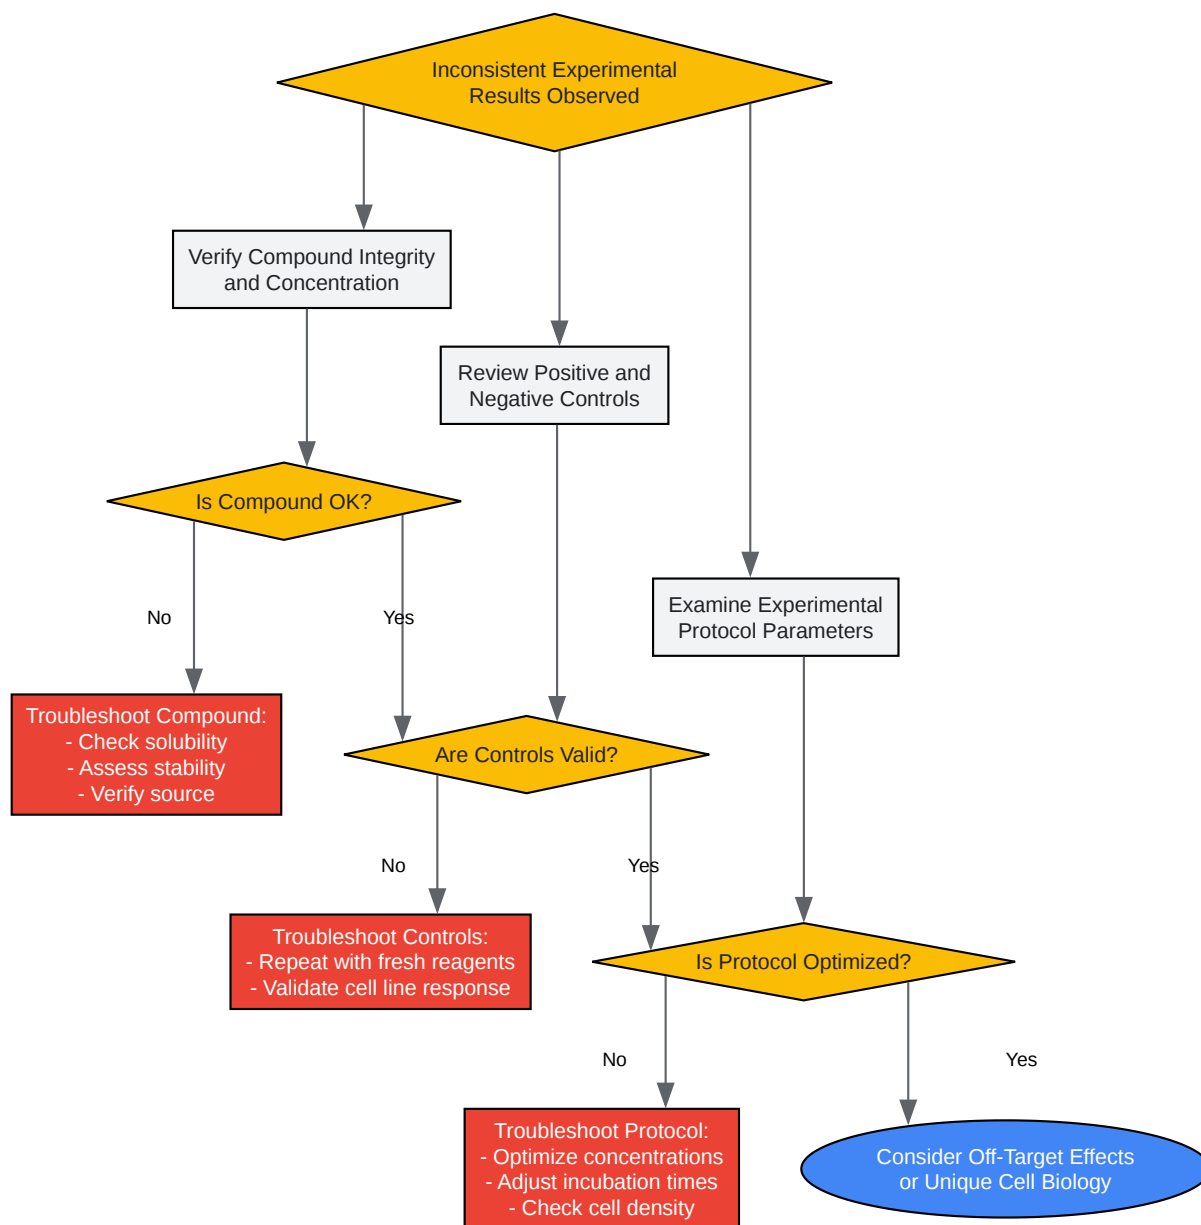 Inconsistent Experimental
Results Observed
Verify Compound Integrity
and Concentration
Review Positive and
Negative Controls
Is Compound OK?
Examine Experimental
Protocol Parameters
No
Yes
Troubleshoot Compound:
- Check solubility
- Assess stability
- Verify source
Are Controls Valid?
No
Yes
Troubleshoot Controls:
- Repeat with fresh reagents
- Validate cell line response
Is Protocol Optimized?
No
Yes
Troubleshoot Protocol:
- Optimize concentrations
- Adjust incubation times
- Check cell density
Consider Off-Target Effects
or Unique Cell Biology